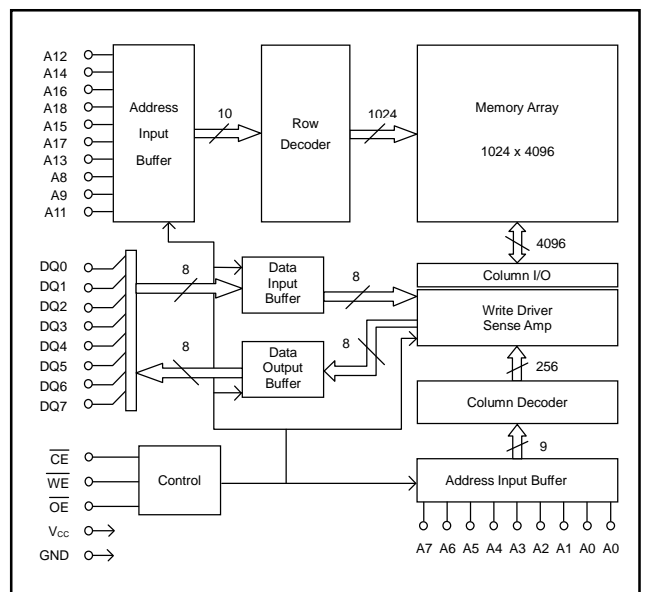 A12
A14
A16
A18
A15
A17
A13
A8
A9
A11
Address
Input
Buffer
10
Row
Decoder
1024
Memory Array
1024 x 4096
4096
DQ0
DQ1
DQ2
DQ3
DQ4
DQ5
DQ6
DQ7
8
Data
Input
Buffer
8
Column I/O
Write Driver
Sense Amp
8
Data
Output
Buffer
8
256
Column Decoder
9
CE
WE
OE
VCC
GND
Control
Address Input Buffer
A7 A6 A5 A4 A3 A2 A1 A0 A0